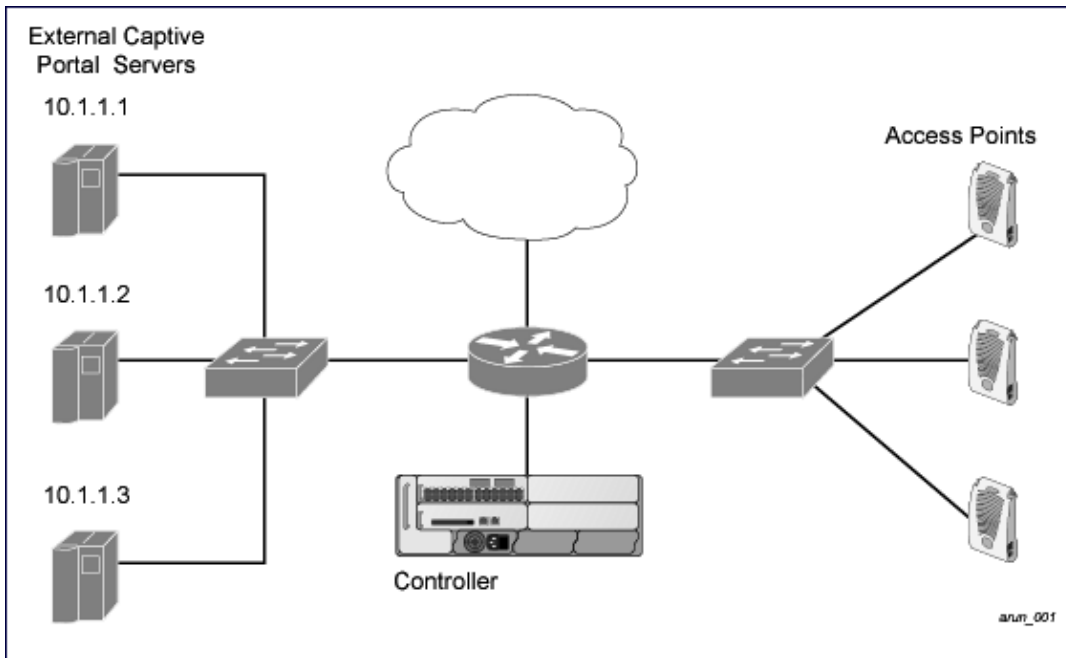 External Captive
Portal Servers
10.1.1.1
Access Points
10.1.1.2
10.1.1.3
Controller
arun_001